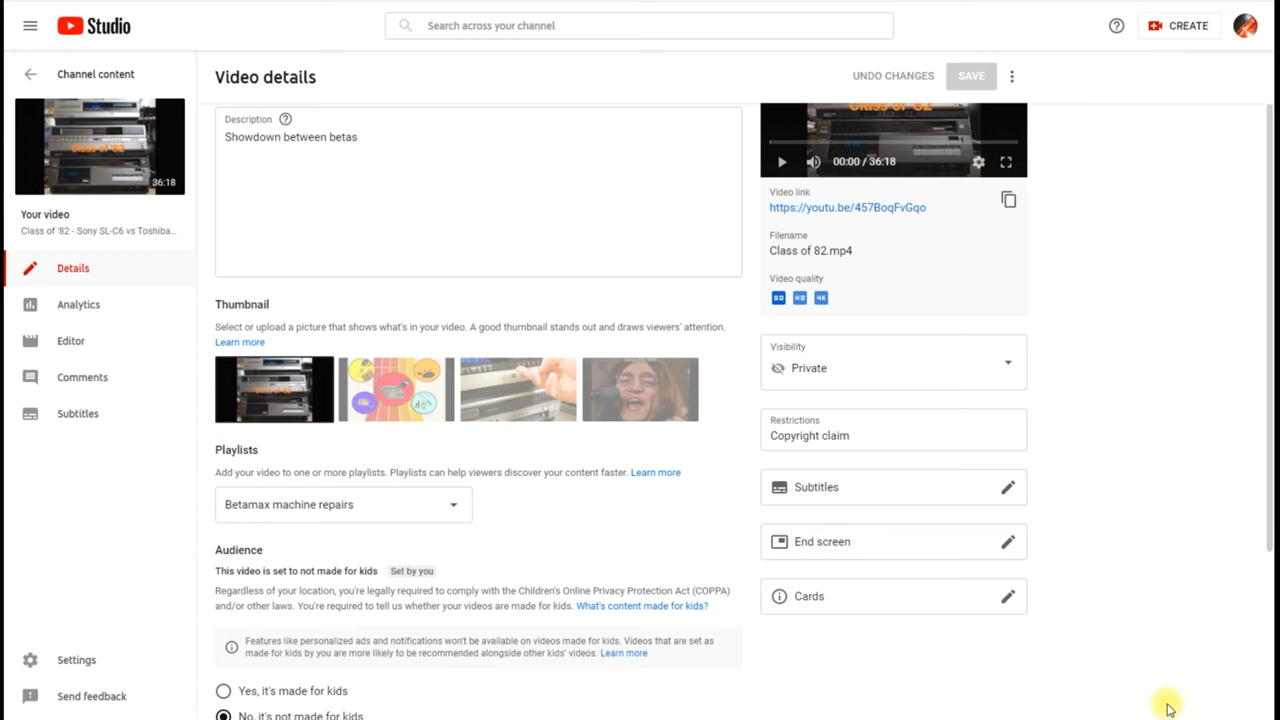 Studio
Search across your channel
CREATE
Channel content
Class of '82
36:18
Your video
Class of '82 - Sony SL-C6 vs Toshiba...
Details
Analytics
Editor
Comments
Subtitles
Settings
Send feedback
Video details
UNDO CHANGES
SAVE
Description
Showdown between betas
Thumbnail
Select or upload a picture that shows what's in your video. A good thumbnail stands out and draws viewers' attention.
Learn more
Playlists
Add your video to one or more playlists. Playlists can help viewers discover your content faster. Learn more
Betamax machine repairs
Audience
This video is set to not made for kids Set by you
Regardless of your location, you're legally required to comply with the Children's Online Privacy Protection Act (COPPA)
and/or other laws. You're required to tell us whether your videos are made for kids. What's content made for kids?
Features like personalized ads and notifications won't be available on videos made for kids. Videos that are set as
made for kids by you are more likely to be recommended alongside other kids' videos. Learn more
Yes, it's made for kids
No, it's not made for kids
Class of '82
00:00 / 36:18
Video link
https://youtu.be/457BoqFvGqo
Filename
Class of 82.mp4
Video quality
SD HD 4K
Visibility
Private
Restrictions
Copyright claim
Subtitles
End screen
Cards